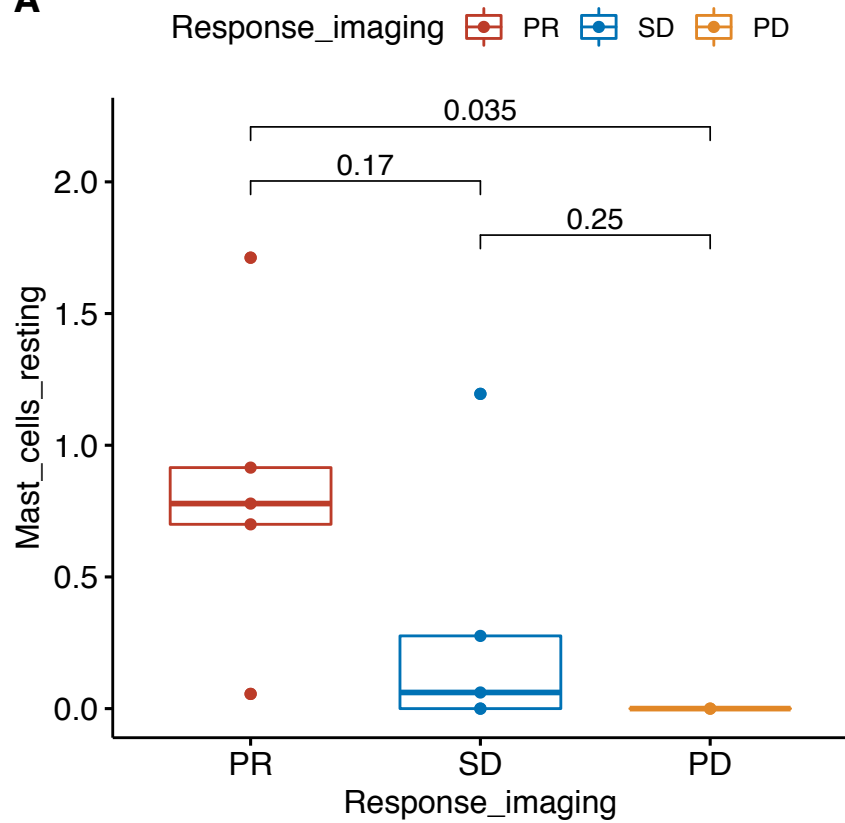 A
Response_imaging PR SD PD
0.035
0.17
0.25
2.0
1.5
1.0
0.5
0.0
Mast_cells_resting
PR SD PD
Response_imaging